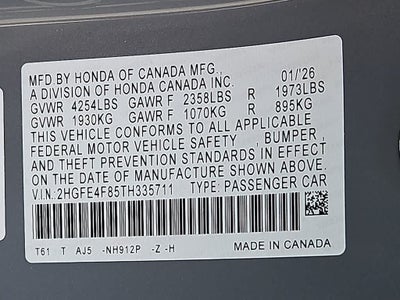 MFD BY HONDA OF CANADA MFG.,
A DIVISION OF HONDA CANADA INC. 01/'26
GVWR 4254LBS GAWR F 2358LBS R 1973LBS
GVWR 1930KG GAWR F 1070KG R 895KG
THIS VEHICLE CONFORMS TO ALL APPLICABLE
FEDERAL MOTOR VEHICLE SAFETY , BUMPER ,
AND THEFT PREVENTION STANDARDS IN EFFECT
ON THE DATE OF MANUFACTURE SHOWN ABOVE.
V.I.N.2HGFE4F85TH335711 TYPE: PASSENGER CAR
T61 T AJ5 -NH912P -Z -H MADE IN CANADA